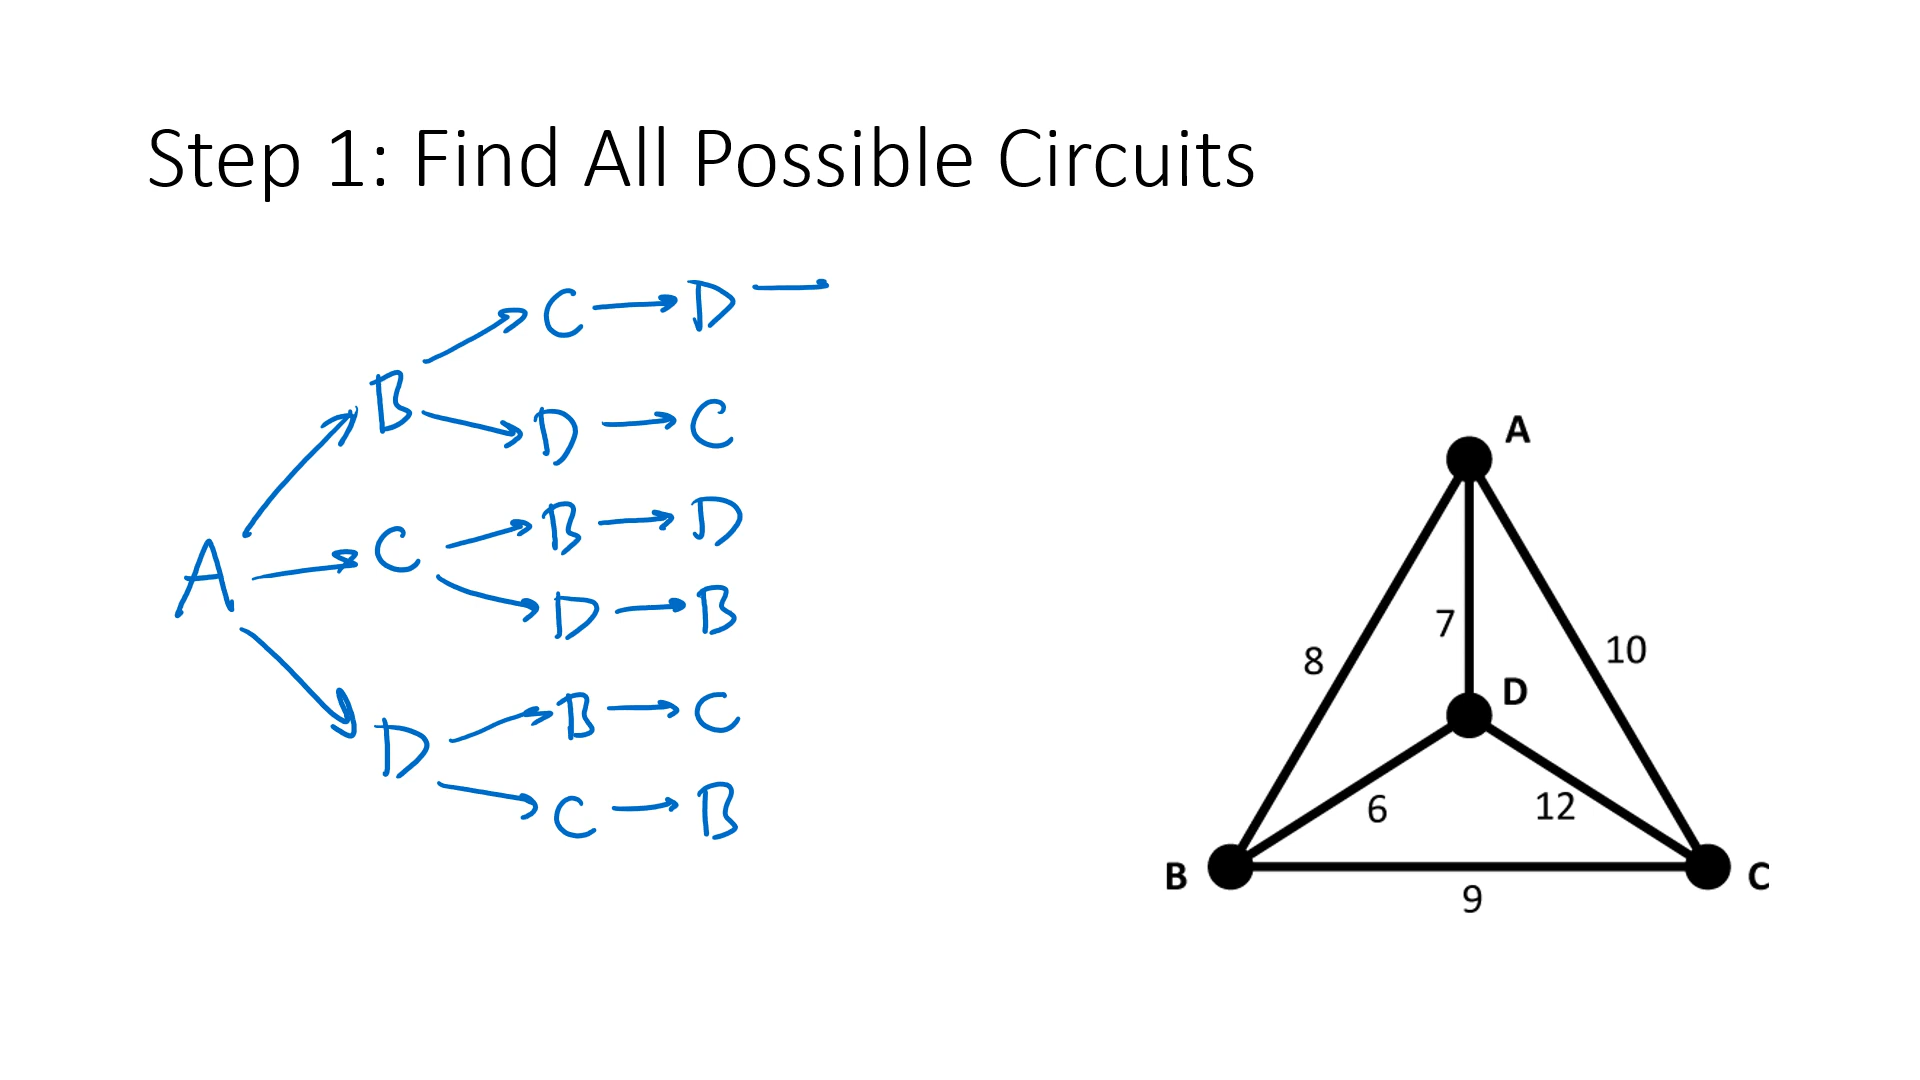 Step 1: Find All Possible Circuits
A
B
C → D
D → C
C
B → D
D → B
D
B → C
C → B
A
7
8
10
D
6
12
B
C
9